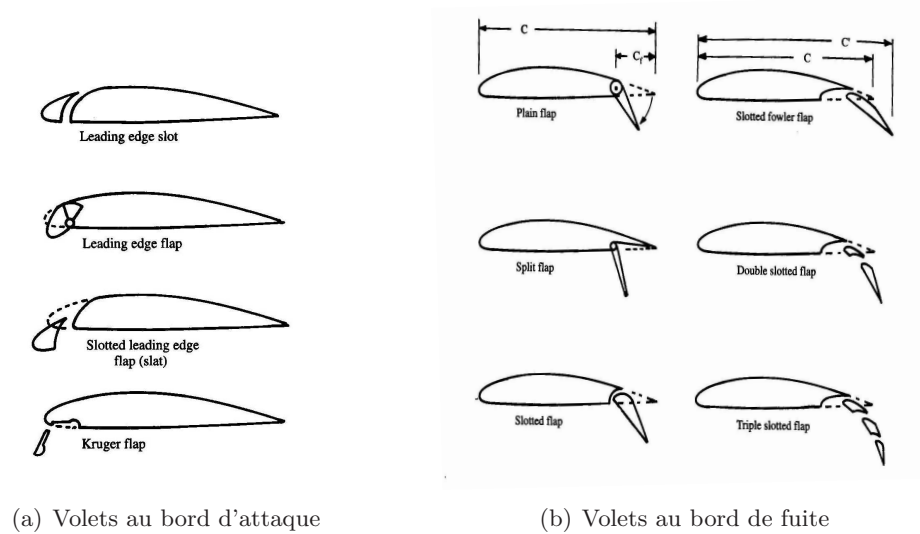 Leading edge slot
Leading edge flap
Slotted leading edge
flap (slat)
Kruger flap
(a) Volets au bord d'attaque
C
C_f
Plain flap
C'
C
Slotted fowler flap
Split flap
Double slotted flap
Slotted flap
Triple slotted flap
(b) Volets au bord de fuite